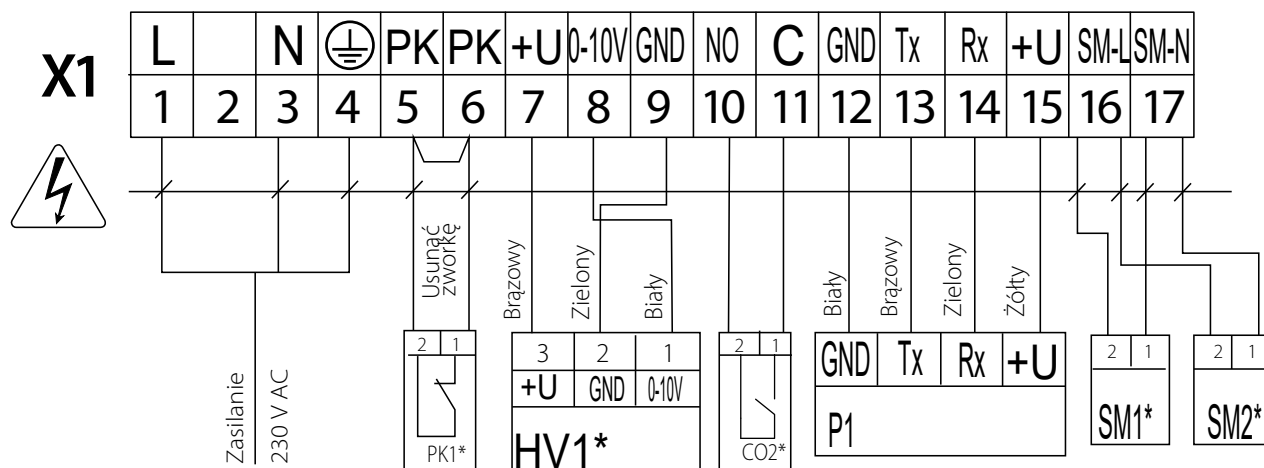 X1
L N PK PK +U 0-10V GND NO C GND Tx Rx +U SM-L SM-N
1 2 3 4 5 6 7 8 9 10 11 12 13 14 15 16 17
Zasilanie
230 V AC
Usunąć
zworkę
Brązowy
Zielony
Biały
Biały
Brązowy
Zielony
Żółty
2 1
PK1*
3 2 1
+U GND 0-10V
HV1*
2 1
CO2*
GND Tx Rx +U
P1
2 1
SM1*
2 1
SM2*